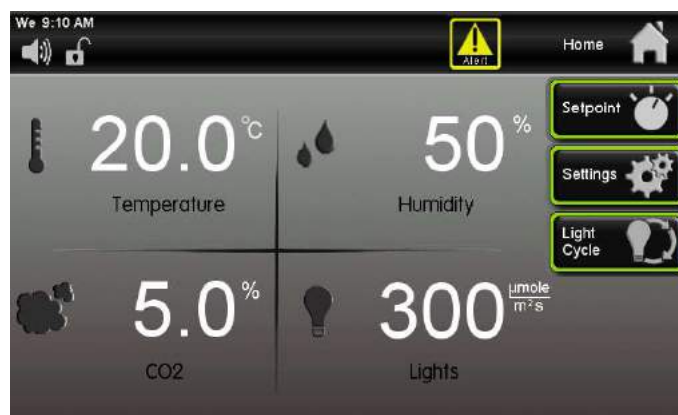 We 9:10 AM
Alert
Home
Setpoint
Settings
Light
Cycle
20.0°C
Temperature
50%
Humidity
5.0%
CO2
300 µmole/m²s
Lights